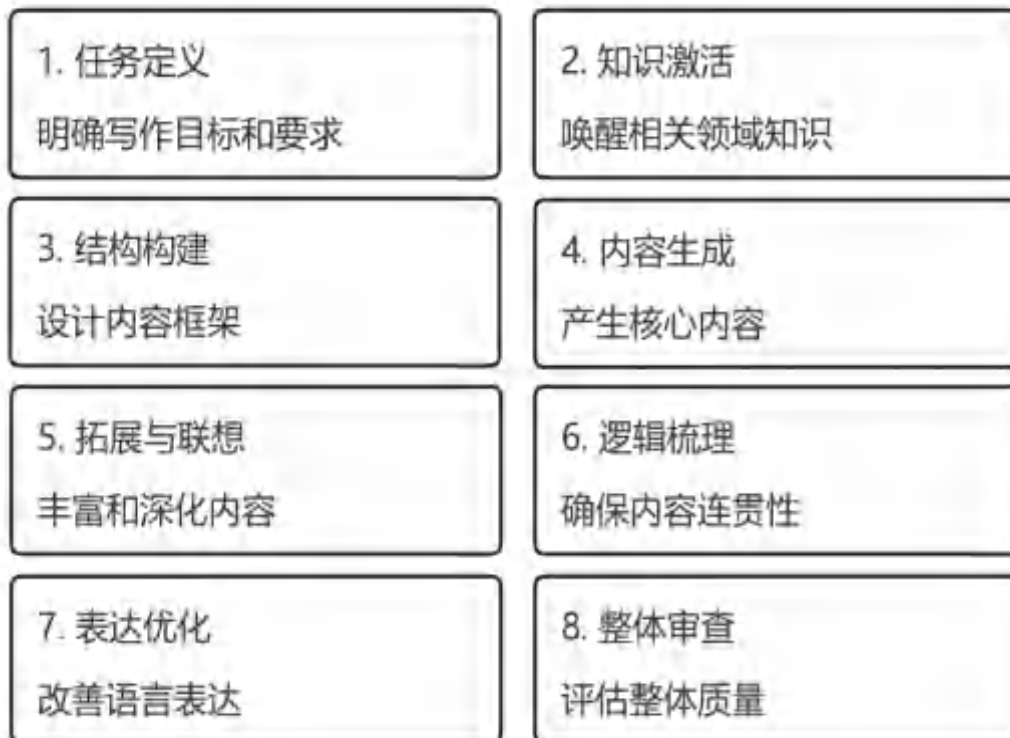 1. 任务定义
明确写作目标和要求
2. 知识激活
唤醒相关领域知识
3. 结构构建
设计内容框架
4. 内容生成
产生核心内容
5. 拓展与联想
丰富和深化内容
6. 逻辑梳理
确保内容连贯性
7. 表达优化
改善语言表达
8. 整体审查
评估整体质量